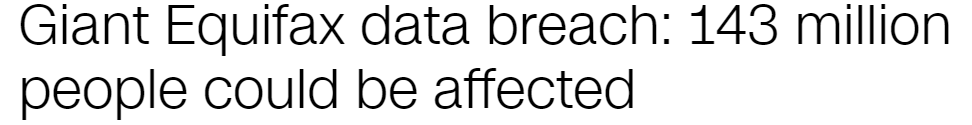 Giant Equifax data breach: 143 million
people could be affected